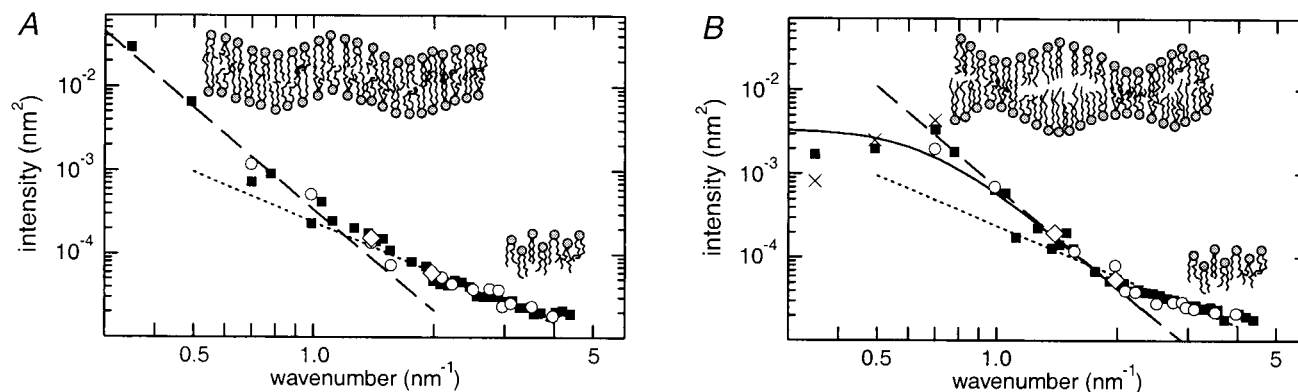 A
intensity (nm²)
10⁻²
10⁻³
10⁻⁴
0.5
1.0
5
wavenumber (nm⁻¹)
B
intensity (nm²)
10⁻²
10⁻³
10⁻⁴
0.5
1.0
5
wavenumber (nm⁻¹)